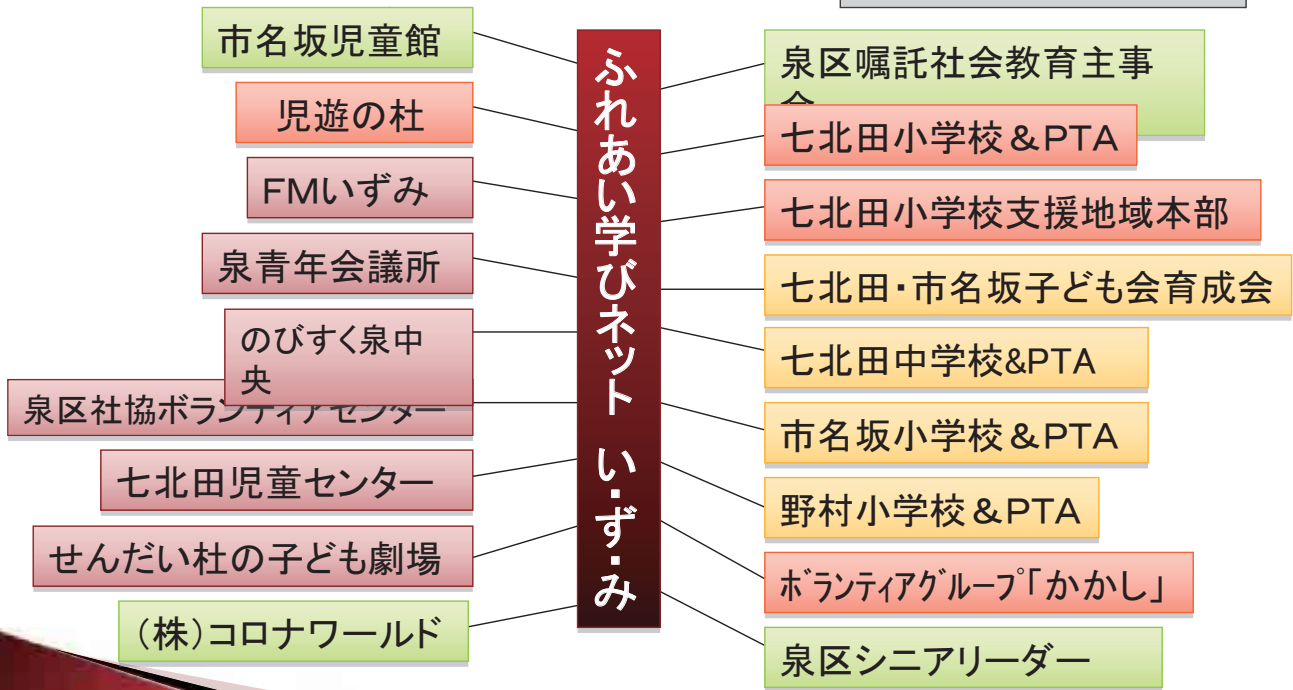 市名坂児童館
児遊の杜
FMいずみ
泉青年会議所
のびすく泉中
央
泉区社協ボランティアセンター
七北田児童センター
せんだい杜の子ども劇場
(株)コロナワールド
ふれあい学びネット い・ず・み
泉区嘱託社会教育主事
会
七北田小学校&PTA
七北田小学校支援地域本部
七北田・市名坂子ども会育成会
七北田中学校&PTA
市名坂小学校&PTA
野村小学校&PTA
ボランティアグループ「かかし」
泉区シニアリーダー